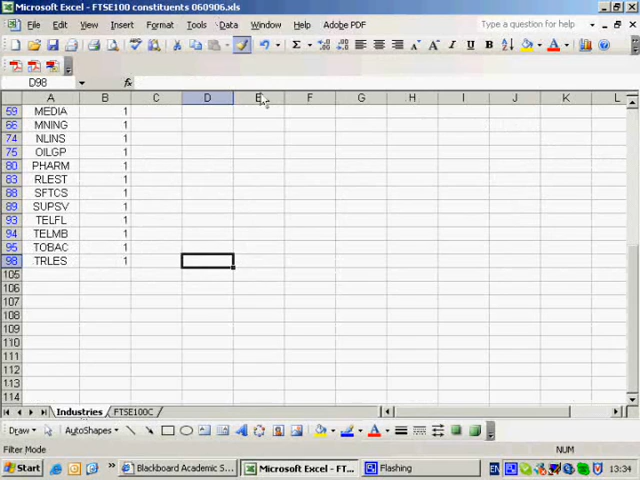 Microsoft Excel - FTSE100 constituents 060906.xls
File Edit View Insert Format Tools Data Window Help Adobe PDF Type a question for help
Σ A A I U B
D98 fx
A B C D E F G H I J K L
59 MEDIA 1
66 MNING 1
74 NLINS 1
75 OILGP 1
80 PHARM 1
83 RLEST 1
88 SFTCS 1
89 SUPSV 1
93 TELFL 1
94 TELMB 1
95 TOBAC 1
98 TRLES 1
105
106
107
108
109
110
111
112
113
114
Industries FTSE100C
Draw AutoShapes A A
Filter Mode NUM
Start Blackboard Academic S... Microsoft Excel - FT... Flashing EN 13:34